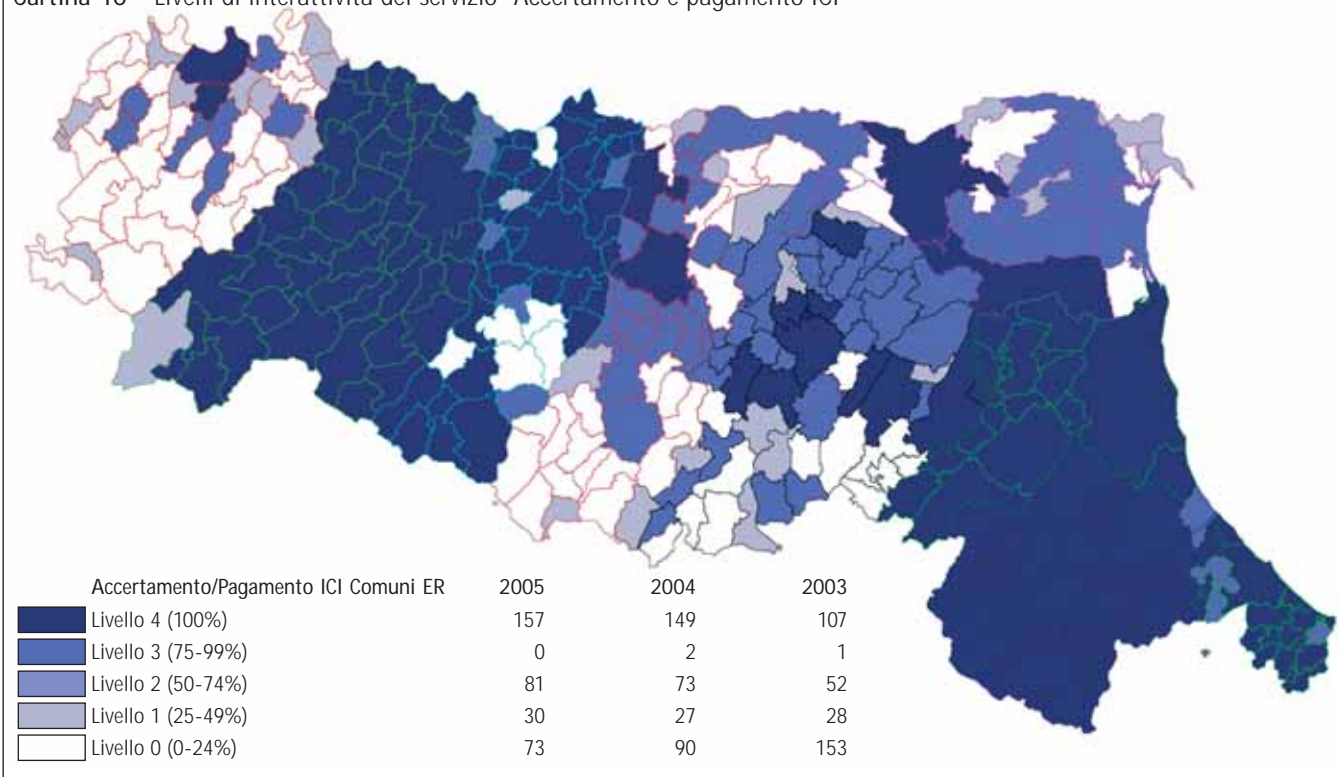 Cartina 16 Livelli di interattività del servizio "Accertamento e pagamento ICI"
Accertamento/Pagamento ICI Comuni ER 2005 2004 2003
Livello 4 (100%) 157 149 107
Livello 3 (75-99%) 0 2 1
Livello 2 (50-74%) 81 73 52
Livello 1 (25-49%) 30 27 28
Livello 0 (0-24%) 73 90 153